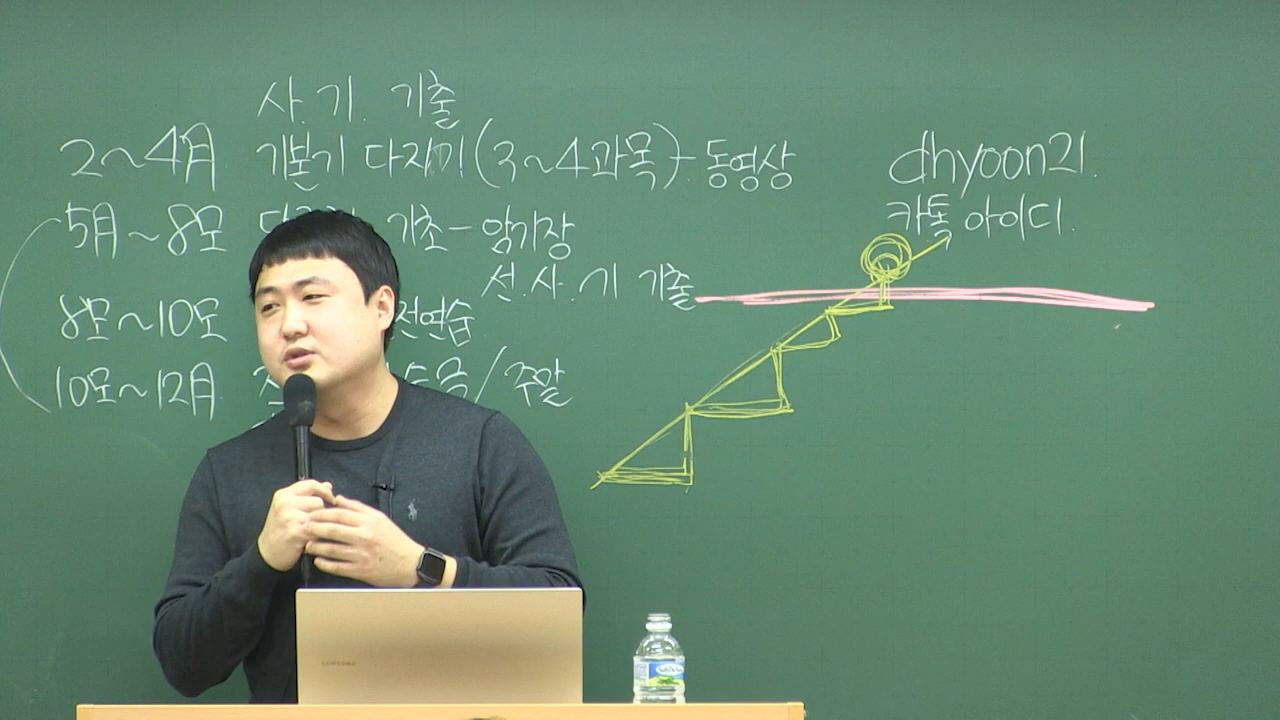 사.기. 기출
2~4月 기본기 다지기(3~4과목)-동영상
5月~8모 기초-암기장
선.사.기 기출
8모~10모 전연습
10모~12月 /주말
dhyoon21.
카톡 아이디.
SAMSUNG